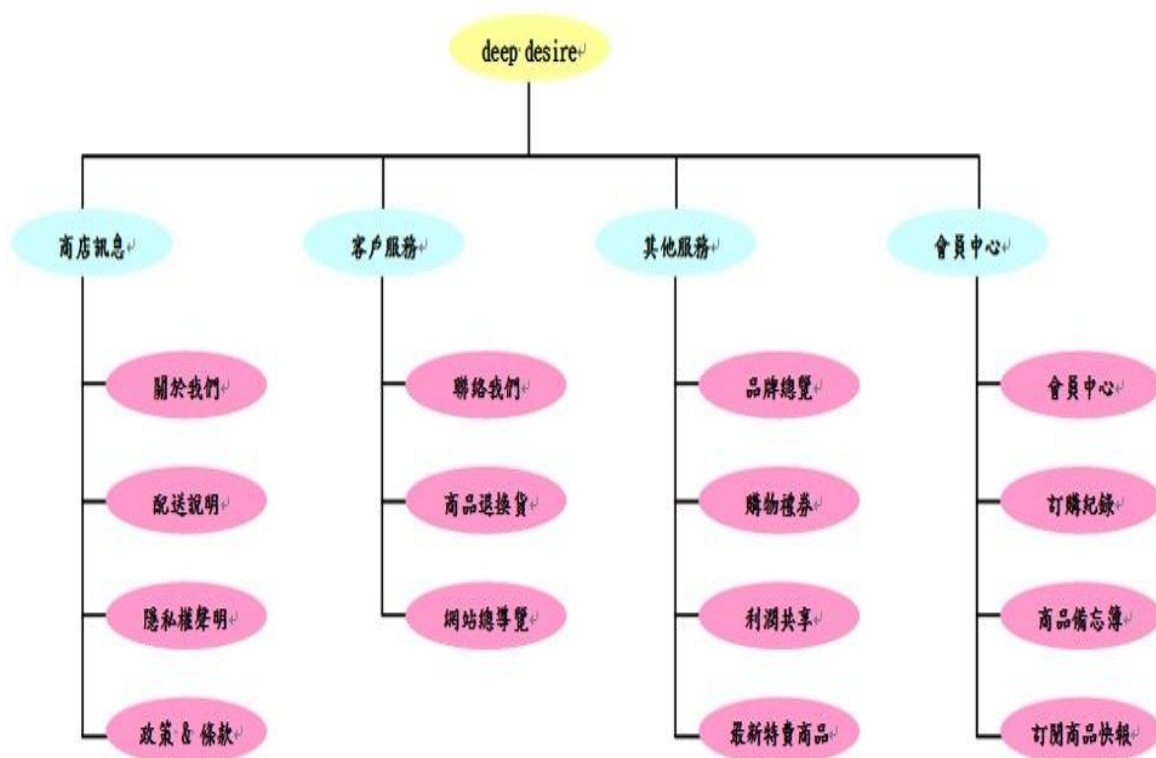 deep desire
商店訊息
客戶服務
其他服務
會員中心
關於我們
聯絡我們
品牌總覽
會員中心
配送說明
商品退換貨
購物禮券
訂購紀錄
隱私權聲明
網站總導覽
利潤共享
商品備忘簿
政策 & 條款
最新特賣商品
訂閱商品快報